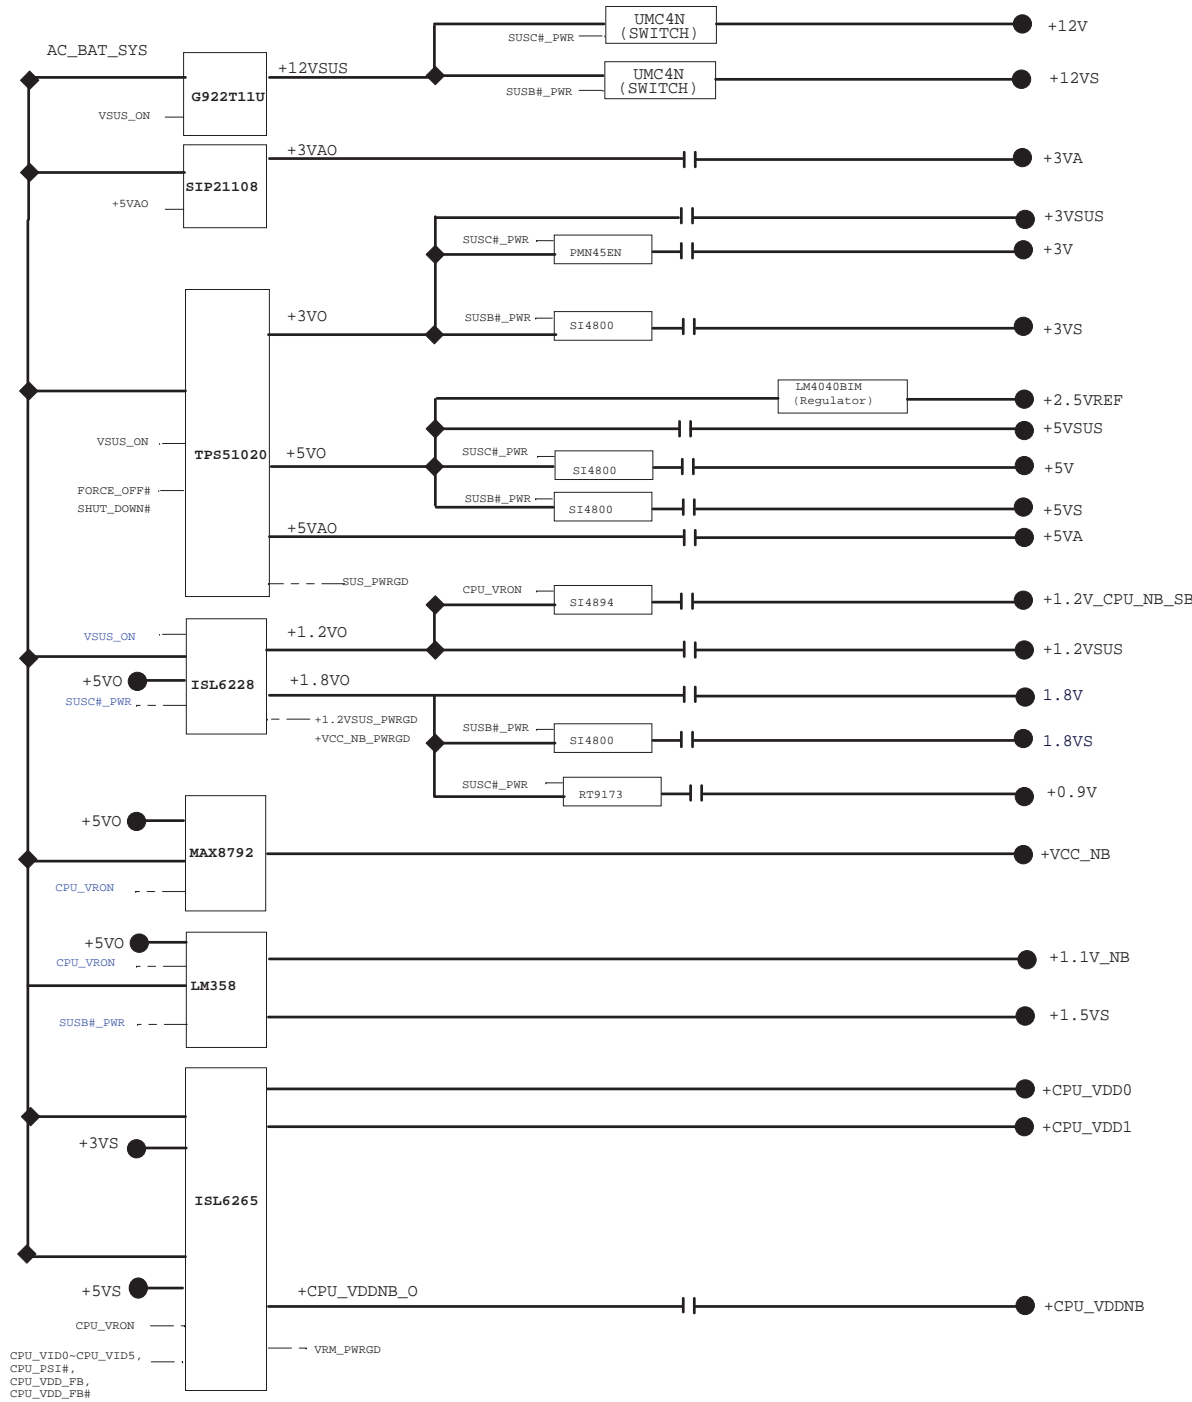 AC_BAT_SYS
G922T11U
VSUS_ON
+12VSUS
SUSC#_PWR
UMC4N
(SWITCH)
+12V
SUSB#_PWR
UMC4N
(SWITCH)
+12VS
SIP21108
+5VAO
+3VAO
+3VA
+3VSUS
SUSC#_PWR
PMN45EN
+3V
+3VO
SUSB#_PWR
SI4800
+3VS
LM4040BIM
(Regulator)
+2.5VREF
+5VSUS
VSUS_ON
TPS51020
+5VO
SUSC#_PWR
SI4800
+5V
FORCE_OFF#
SHUT_DOWN#
SUSB#_PWR
SI4800
+5VS
+5VAO
+5VA
SUS_PWRGD
CPU_VRON
SI4894
+1.2V_CPU_NB_SB
VSUS_ON
+1.2VO
+1.2VSUS
+5VO
ISL6228
+1.8VO
1.8V
SUSC#_PWR
+1.2VSUS_PWRGD
+VCC_NB_PWRGD
SUSB#_PWR
SI4800
1.8VS
SUSC#_PWR
RT9173
+0.9V
+5VO
MAX8792
+VCC_NB
CPU_VRON
+5VO
CPU_VRON
LM358
+1.1V_NB
SUSB#_PWR
+1.5VS
+CPU_VDD0
+CPU_VDD1
+3VS
ISL6265
+5VS
+CPU_VDDNB_O
+CPU_VDDNB
CPU_VRON
VRM_PWRGD
CPU_VID0~CPU_VID5,
CPU_PSI#,
CPU_VDD_FB,
CPU_VDD_FB#